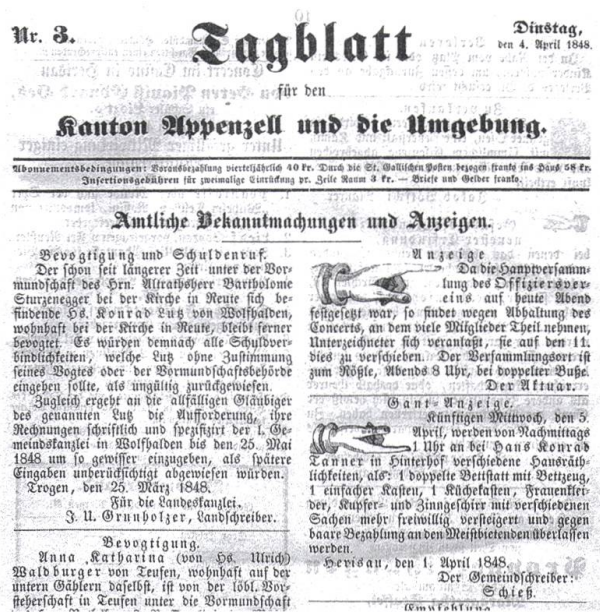 Nr. 3.
Tagblatt
Dinstag,
den 4. April 1848.
für den
Kanton Appenzell und die Umgebung.
Abonnementsbedingungen: Vorausbezahlung vierteljährlich 40 kr. Durch die St. Gallischen Posten bezogen franko ins Haus 58 kr.
Insertionsgebühren für zweimalige Einrückung pr. Zeile Raum 3 kr. — Briefe und Gelder franko.
Amtliche Bekanntmachungen und Anzeigen.
Bevogtigung und Schuldenruf.
Der schon seit längerer Zeit unter der Vor-
mundschaft des Hrn. Altrathsherr Bartholome
Sturzenegger bei der Kirche in Reute sich be-
findende Hs. Konrad Lutz von Wolfhalden,
wohnhaft bei der Kirche in Reute, bleibt ferner
bevogtet. Es würden demnach alle Schuldver-
bindlichkeiten, welche Lutz ohne Zustimmung
seines Vogtes oder der Vormundschaftsbehörde
eingehen sollte, als ungültig zurückgewiesen.
Zugleich ergeht an die allfälligen Gläubiger
des genannten Lutz die Aufforderung, ihre
Rechnungen schriftlich und spezifizirt der l. Ge-
meindskanzlei in Wolfhalden bis den 25. Mai
1848 um so gewisser einzugeben, als spätere
Eingaben unberücksichtigt abgewiesen würden.
Trogen, den 25. März 1848.
Für die Landeskanzlei.
J. U. Grunholzer, Landschreiber.
Bevogtigung.
Anna Katharina (von Hs. Ulrich)
Waldburger von Teufen, wohnhaft auf der
untern Gählern daselbst, ist von der löbl. Vor-
steherschaft in Teufen unter die Vormundschaft
Anzeige
Da die Hauptversamm-
lung des Offiziersver-
eins auf heute Abend
festgesetzt war, so findet wegen Abhaltung des
Concerts, an dem viele Mitglieder Theil nehmen,
Unterzeichneter sich veranlaßt, sie auf den 11.
dies zu verschieben. Der Versammlungsort ist
zum Rößle, Abends 8 Uhr, bei doppelter Buße.
Der Aktuar.
Gant-Anzeige.
Künftigen Mittwoch, den 5.
April, werden von Nachmittags
1 Uhr an bei Hans Konrad
Tanner in Hinterhof verschiedene Hausräth-
lichkeiten, als: 1 doppelte Bettstatt mit Bettzeug,
1 einfacher Kasten, 1 Küchekasten, Frauenklei-
der, Kupfer- und Zinngeschirr mit verschiedenen
Sachen mehr freiwillig versteigert und gegen
baare Bezahlung an den Meistbietenden überlassen
werden.
Herisau, den 1. April 1848.
Der Gemeindschreiber:
Schieß.
Empfehlung